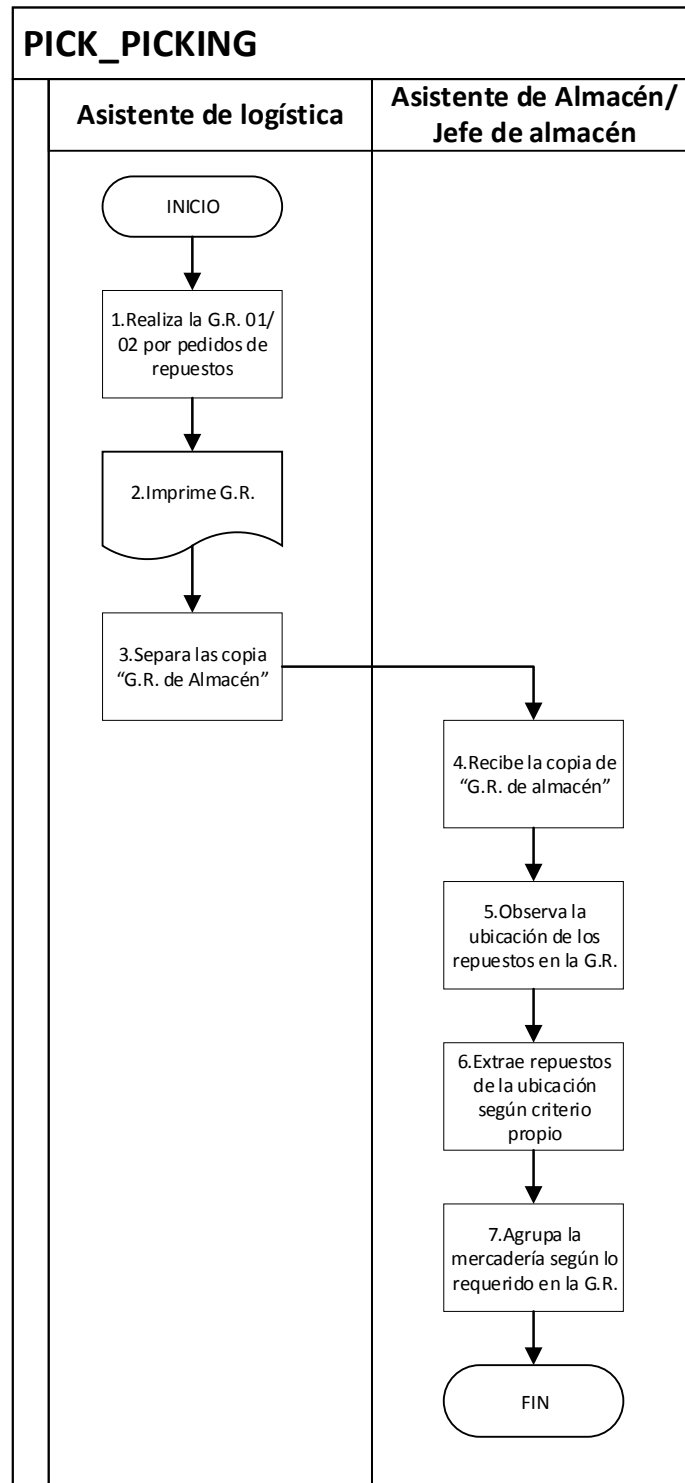 PICK_PICKING
Asistente de logística
Asistente de Almacén/
Jefe de almacén
INICIO
1.Realiza la G.R. 01/
02 por pedidos de
repuestos
2.Imprime G.R.
3.Separa las copia
“G.R. de Almacén”
4.Recibe la copia de
“G.R. de almacén”
5.Observa la
ubicación de los
repuestos en la G.R.
6.Extrae repuestos
de la ubicación
según criterio
propio
7.Agrupa la
mercadería según lo
requerido en la G.R.
FIN